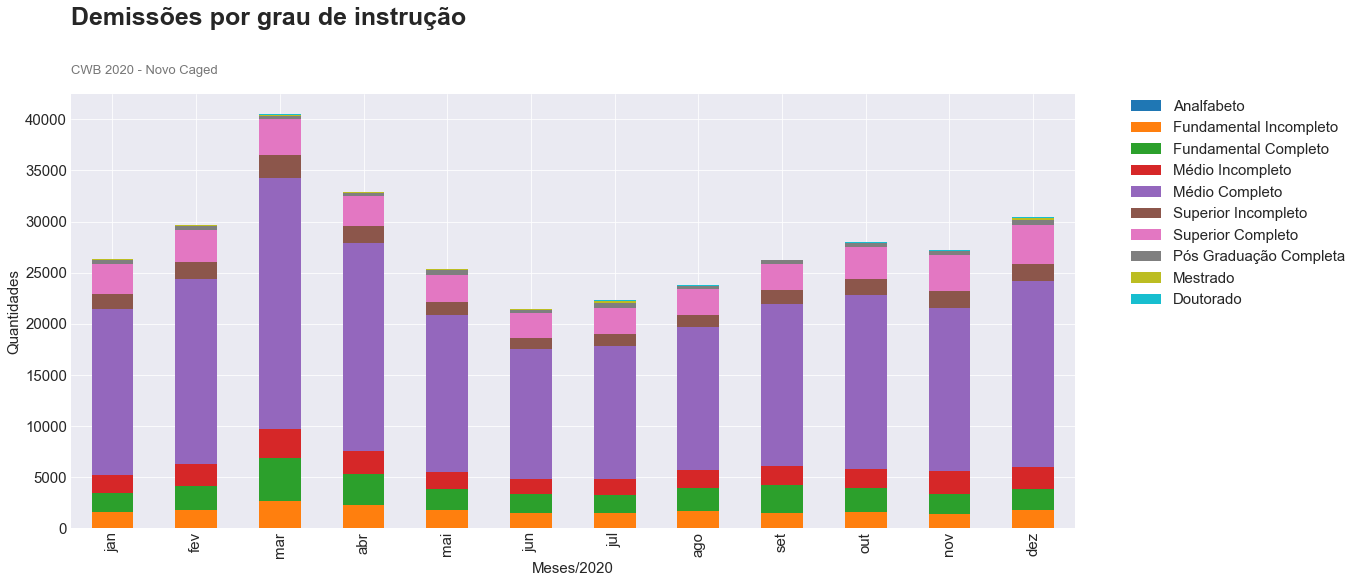 Demissões por grau de instrução
CWB 2020 - Novo Caged
Quantidades
40000
35000
30000
25000
20000
15000
10000
5000
0
jan
fev
mar
abr
mai
jun
jul
ago
set
out
nov
dez
Meses/2020
Analfabeto
Fundamental Incompleto
Fundamental Completo
Médio Incompleto
Médio Completo
Superior Incompleto
Superior Completo
Pós Graduação Completa
Mestrado
Doutorado